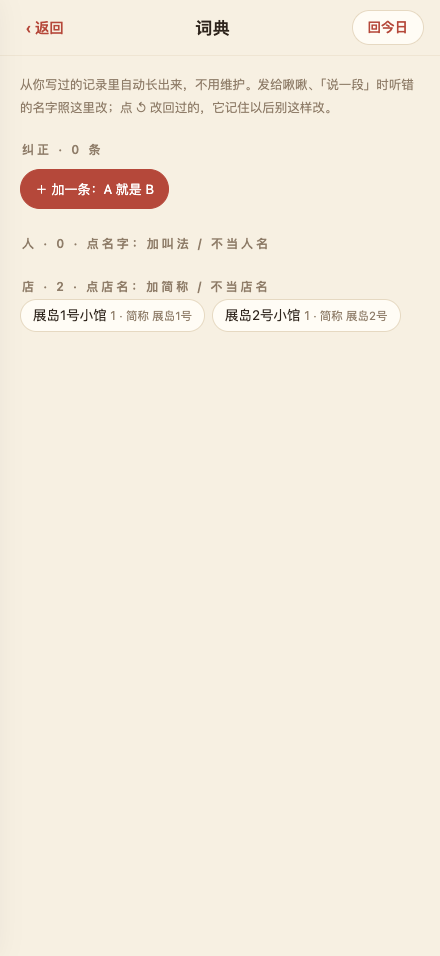 ‹ 返回
词典
回今日
从你写过的记录里自动长出来，不用维护。发给啾啾、「说一段」时听错
的名字照这里改；点 ↺ 改回过的，它记住以后别这样改。
纠正 · 0 条
＋ 加一条：A 就是 B
人 · 0 · 点名字：加叫法 / 不当人名
店 · 2 · 点店名：加简称 / 不当店名
展岛1号小馆 1 · 简称 展岛1号
展岛2号小馆 1 · 简称 展岛2号